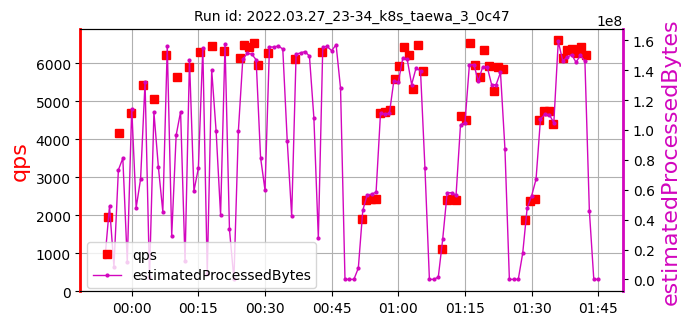 Run id: 2022.03.27_23-34_k8s_taewa_3_0c47
1e8
6000
5000
4000
3000
2000
1000
0
qps
1.6
1.4
1.2
1.0
0.8
0.6
0.4
0.2
0.0
estimatedProcessedBytes
qps
estimatedProcessedBytes
00:00 00:15 00:30 00:45 01:00 01:15 01:30 01:45